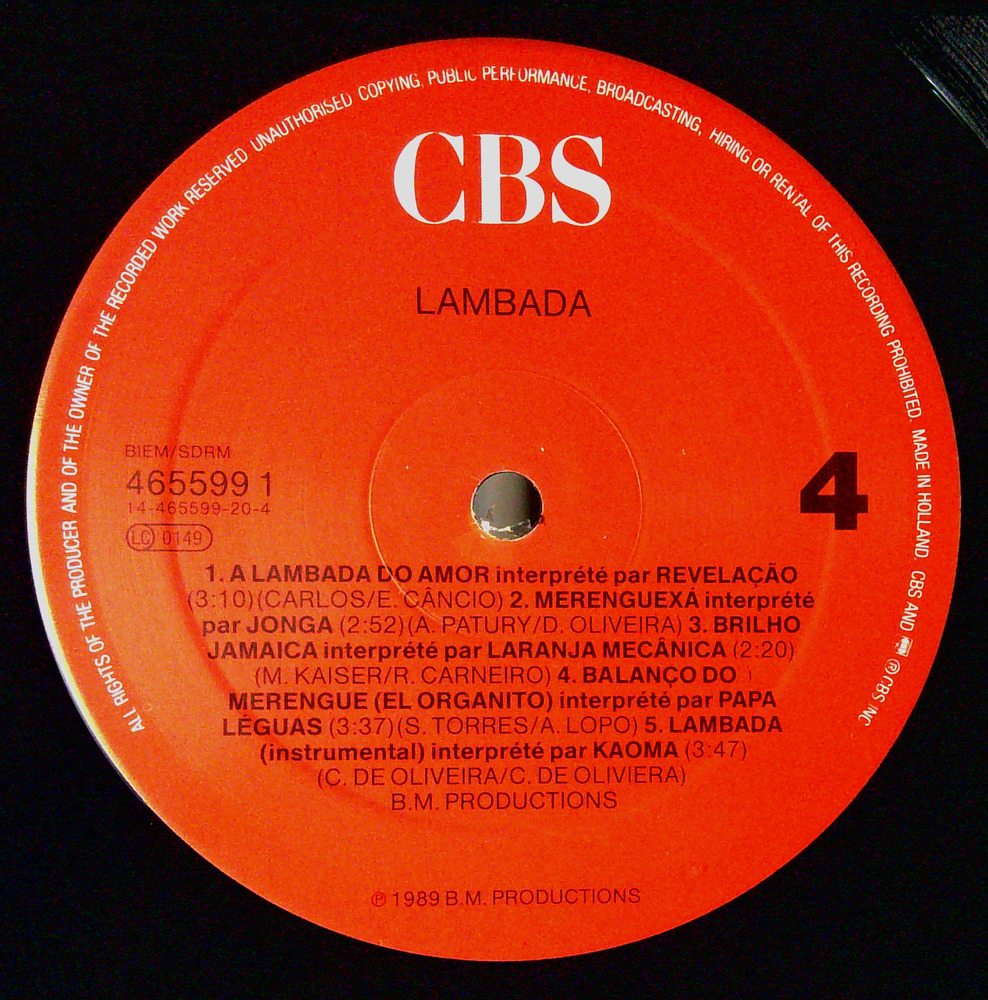 ALL RIGHTS OF THE PRODUCER AND OF THE OWNER OF THE RECORDED WORK RESERVED UNAUTHORISED COPYING, PUBLIC PERFORMANCE, BROADCASTING, HIRING OR RENTAL OF THIS RECORDING PROHIBITED. MADE IN HOLLAND CBS AND ℗ CBS INC
CBS
LAMBADA
BIEM/SDRM
465599 1
14-465599-20-4
LC 0149
4
1. A LAMBADA DO AMOR interprété par REVELAÇÃO
(3:10)(CARLOS/E. CÂNCIO) 2. MERENGUEXÁ interprété
par JONGA (2:52)(A. PATURY/D. OLIVEIRA) 3. BRILHO
JAMAICA interprété par LARANJA MECÂNICA (2:20)
(M. KAISER/R. CARNEIRO) 4. BALANÇO DO
MERENGUE (EL ORGANITO) interprété par PAPA
LÉGUAS (3:37)(S. TORRES/A. LOPO) 5. LAMBADA
(instrumental) interprété par KAOMA (3:47)
(C. DE OLIVEIRA/C. DE OLIVIERA)
B.M. PRODUCTIONS
℗ 1989 B.M. PRODUCTIONS